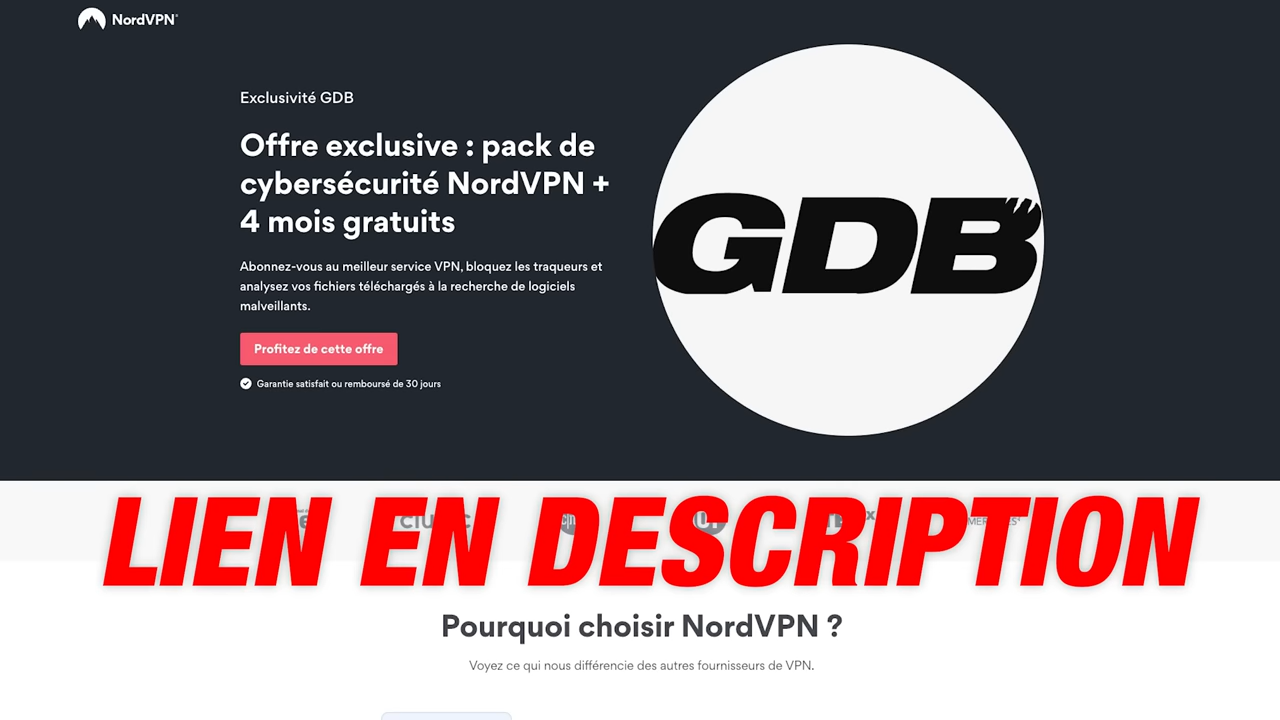 NordVPN®
Exclusivité GDB
Offre exclusive : pack de
cybersécurité NordVPN +
4 mois gratuits
Abonnez-vous au meilleur service VPN, bloquez les traqueurs et
analysez vos fichiers téléchargés à la recherche de logiciels
malveillants.
Profitez de cette offre
Garantie satisfait ou remboursé de 30 jours
GDB
LIEN EN DESCRIPTION
Pourquoi choisir NordVPN ?
Voyez ce qui nous différencie des autres fournisseurs de VPN.